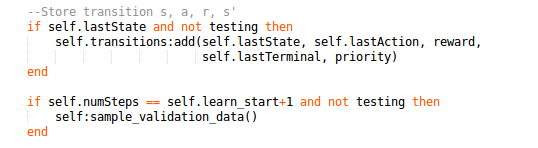 --Store transition s, a, r, s'
if self.lastState and not testing then
    self.transitions:add(self.lastState, self.lastAction, reward,
                         self.lastTerminal, priority)
end

if self.numSteps == self.learn_start+1 and not testing then
    self:sample_validation_data()
end